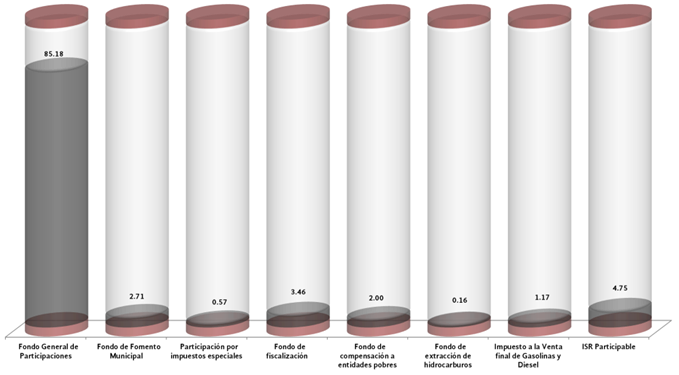 85.18
2.71
0.57
3.46
2.00
0.16
1.17
4.75
Fondo General de
Participaciones
Fondo de Fomento
Municipal
Participación por
impuestos especiales
Fondo de
fiscalización
Fondo de
compensación a
entidades pobres
Fondo de
extracción de
hidrocarburos
Impuesto a la Venta
final de Gasolinas y
Diesel
ISR Participable